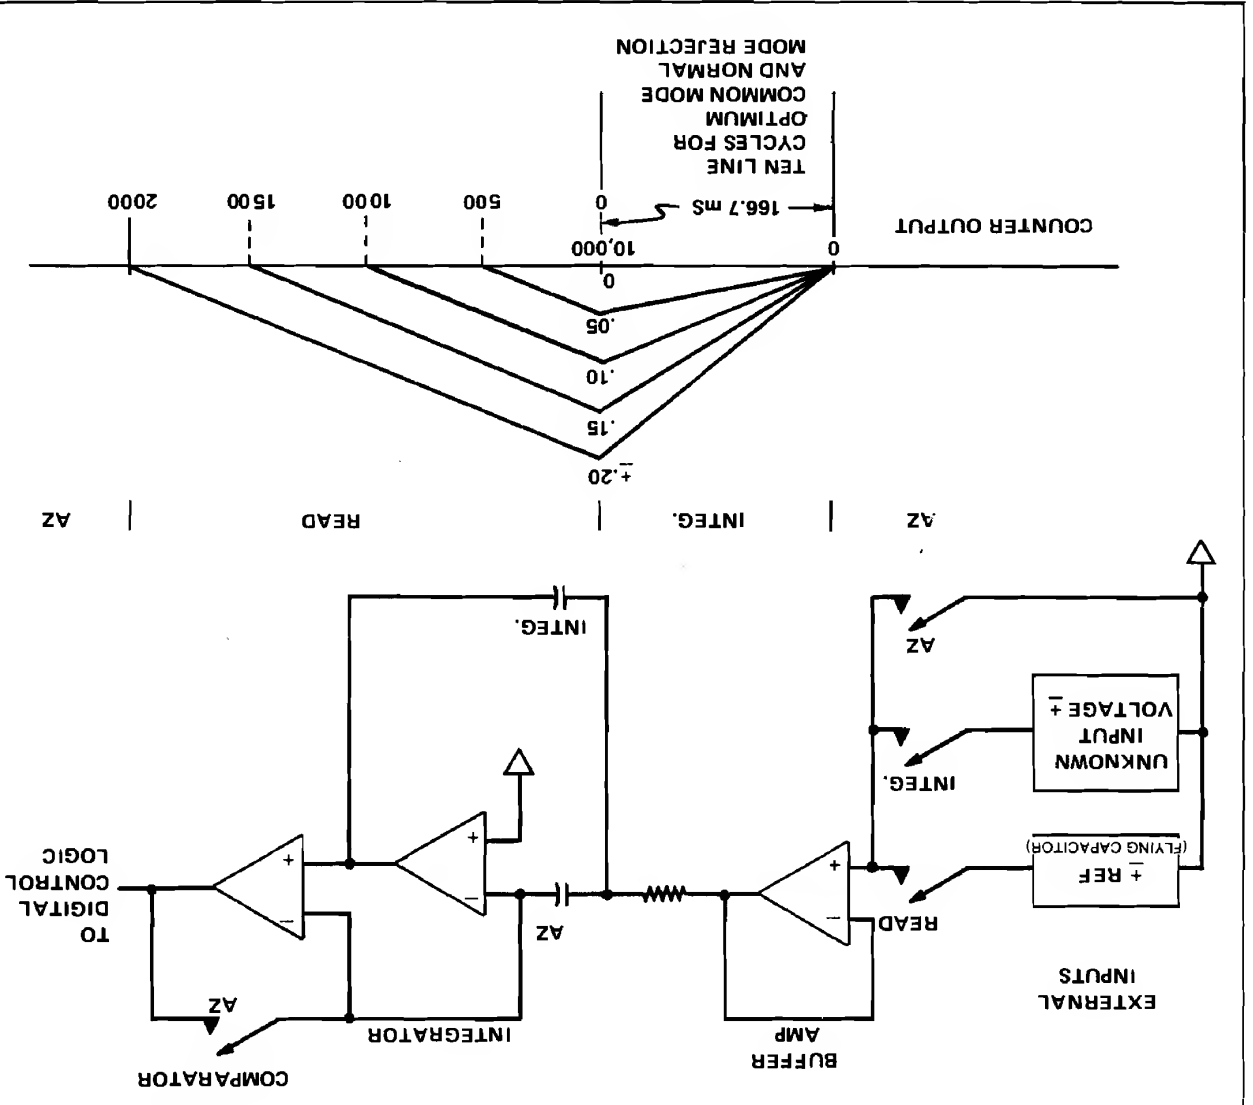 BUFFER
AMP
COMPARATOR
INTEGRATOR
AZ
EXTERNAL
INPUTS
READ
AZ
TO
DIGITAL
CONTROL
LOGIC
± REF
(FLYING CAPACITOR)
−
+
−
+
−
+
INTEG.
UNKNOWN
INPUT
VOLTAGE ±
AZ
INTEG.
AZ
INTEG.
READ
AZ
±.20
.15
.10
.05
0
COUNTER OUTPUT
0
10,000
166.7 mS
0
500
1000
1500
2000
TEN LINE
CYCLES FOR
OPTIMUM
COMMON MODE
AND NORMAL
MODE REJECTION